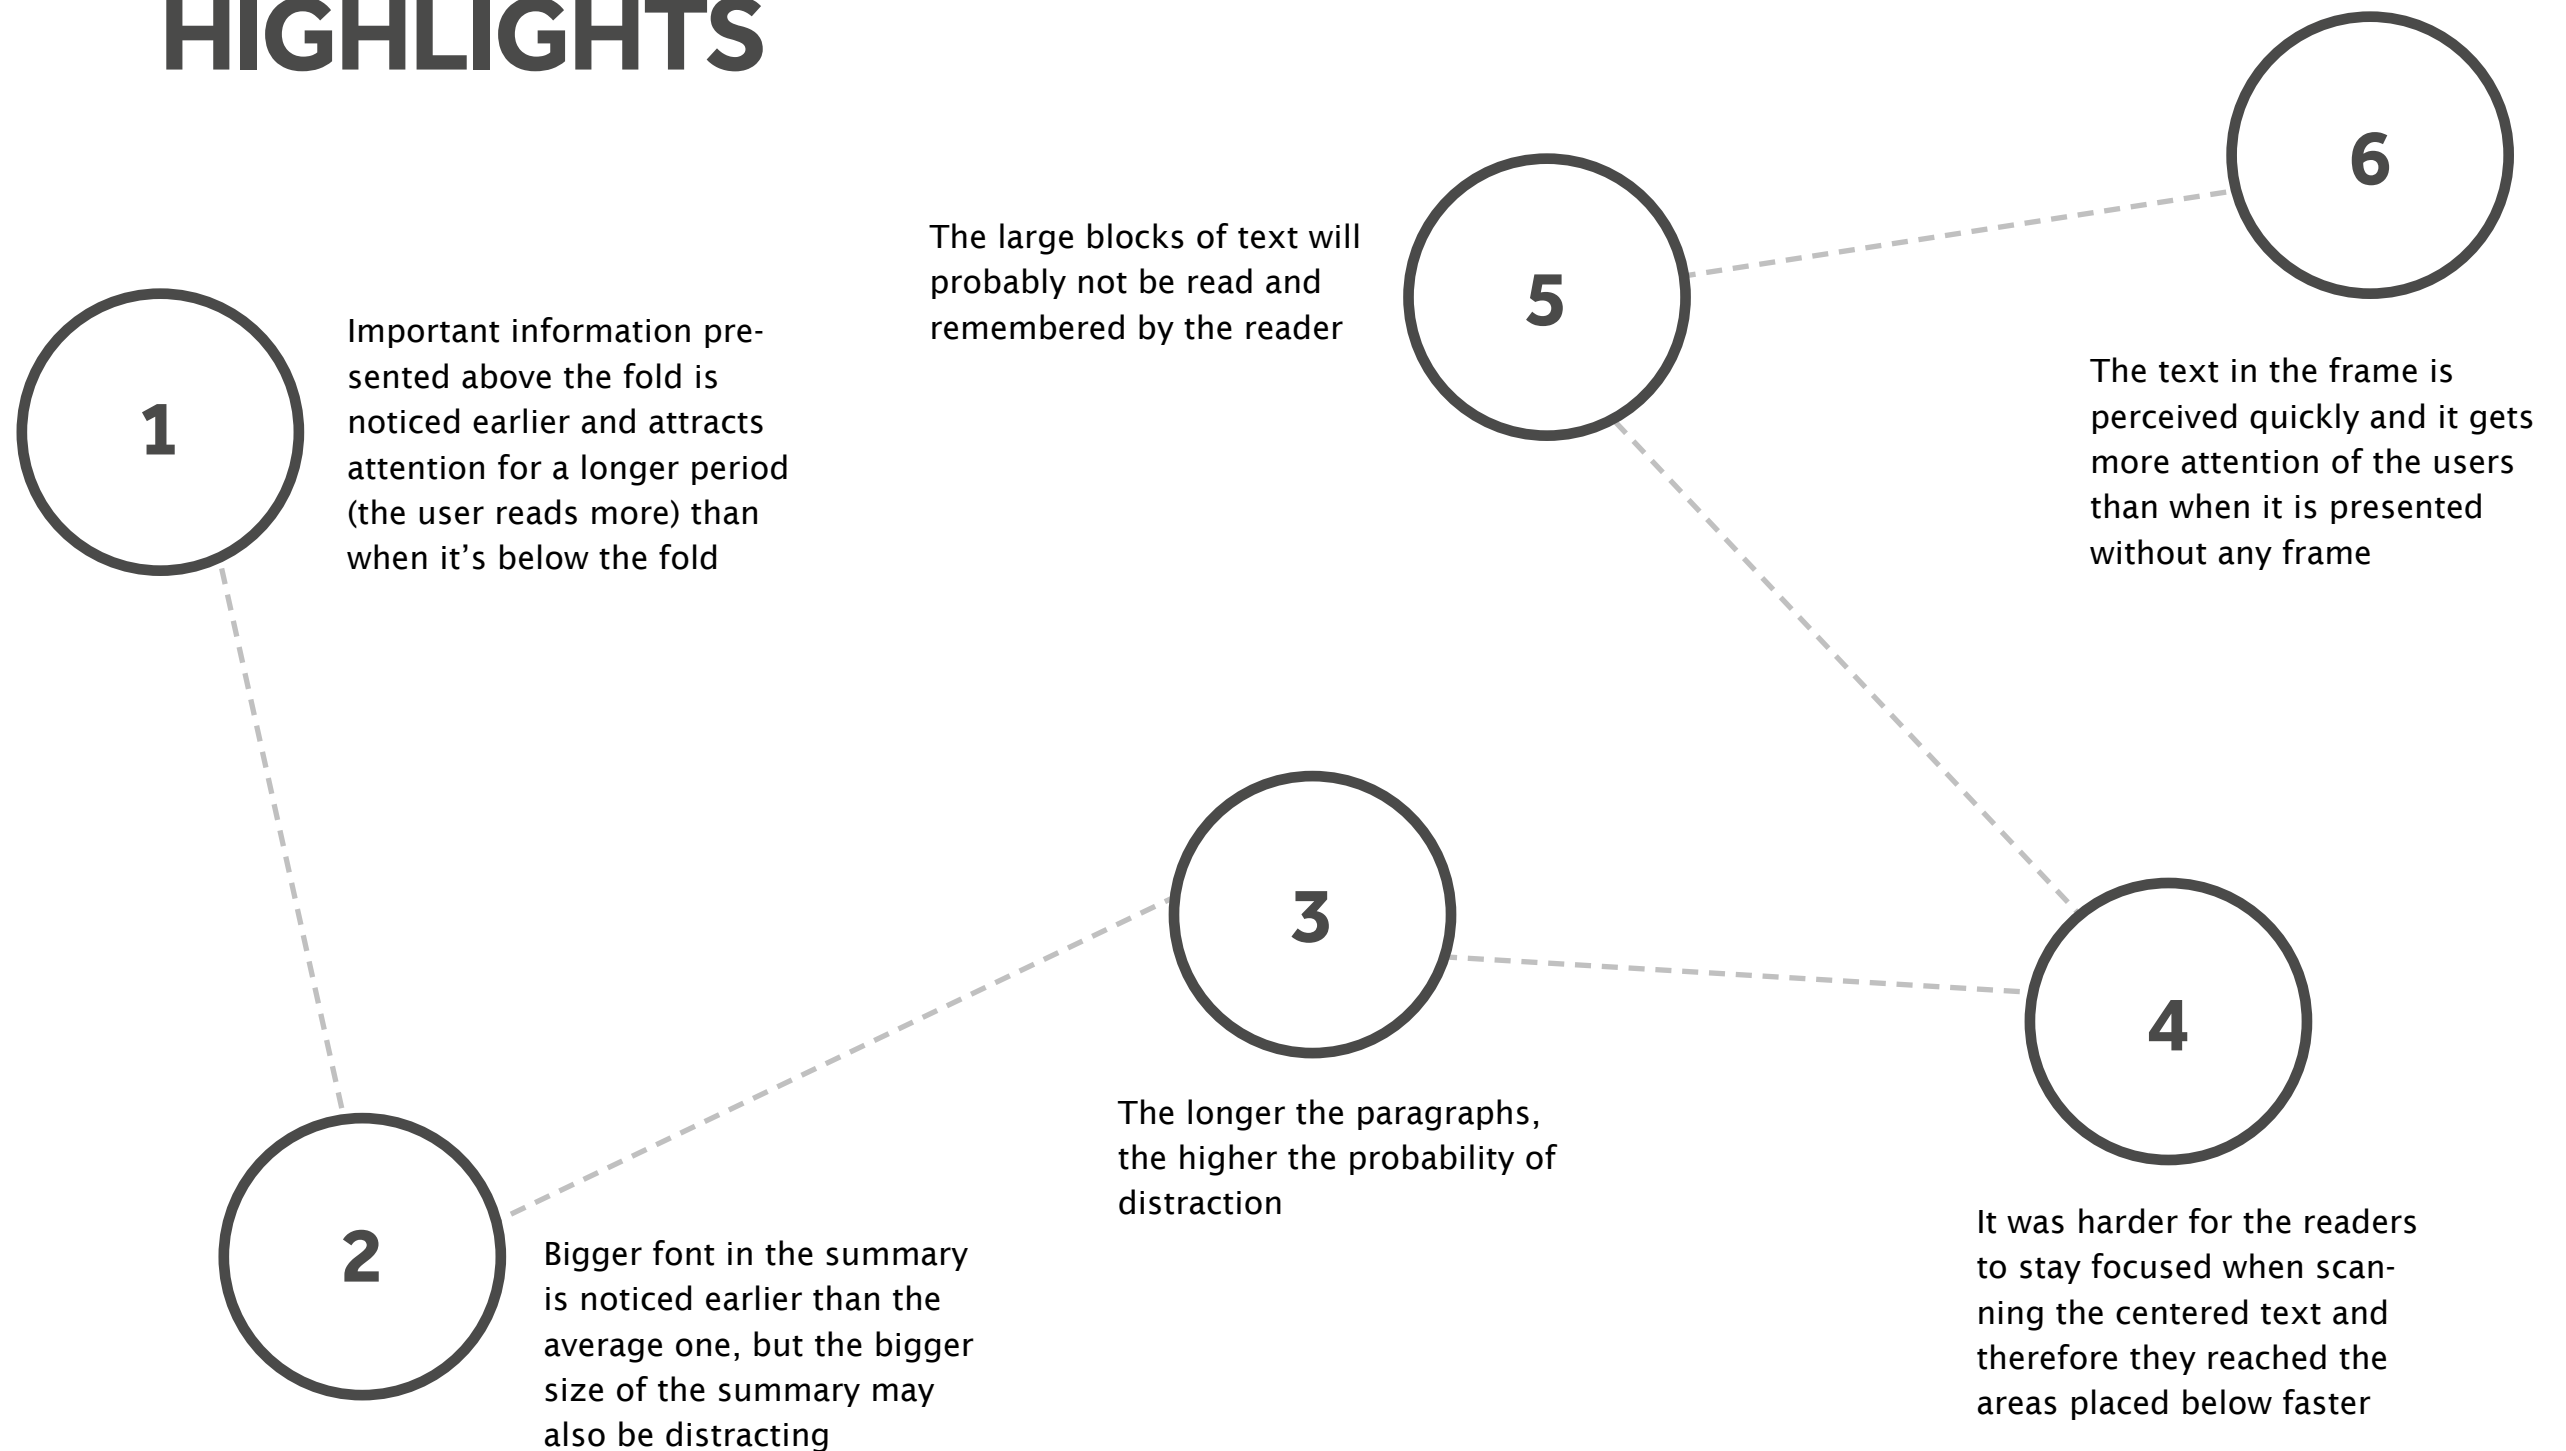 HIGHLIGHTS
1
Important information pre-
sented above the fold is
noticed earlier and attracts
attention for a longer period
(the user reads more) than
when it's below the fold
2
Bigger font in the summary
is noticed earlier than the
average one, but the bigger
size of the summary may
also be distracting
3
The longer the paragraphs,
the higher the probability of
distraction
4
It was harder for the readers
to stay focused when scan-
ning the centered text and
therefore they reached the
areas placed below faster
5
The large blocks of text will
probably not be read and
remembered by the reader
6
The text in the frame is
perceived quickly and it gets
more attention of the users
than when it is presented
without any frame